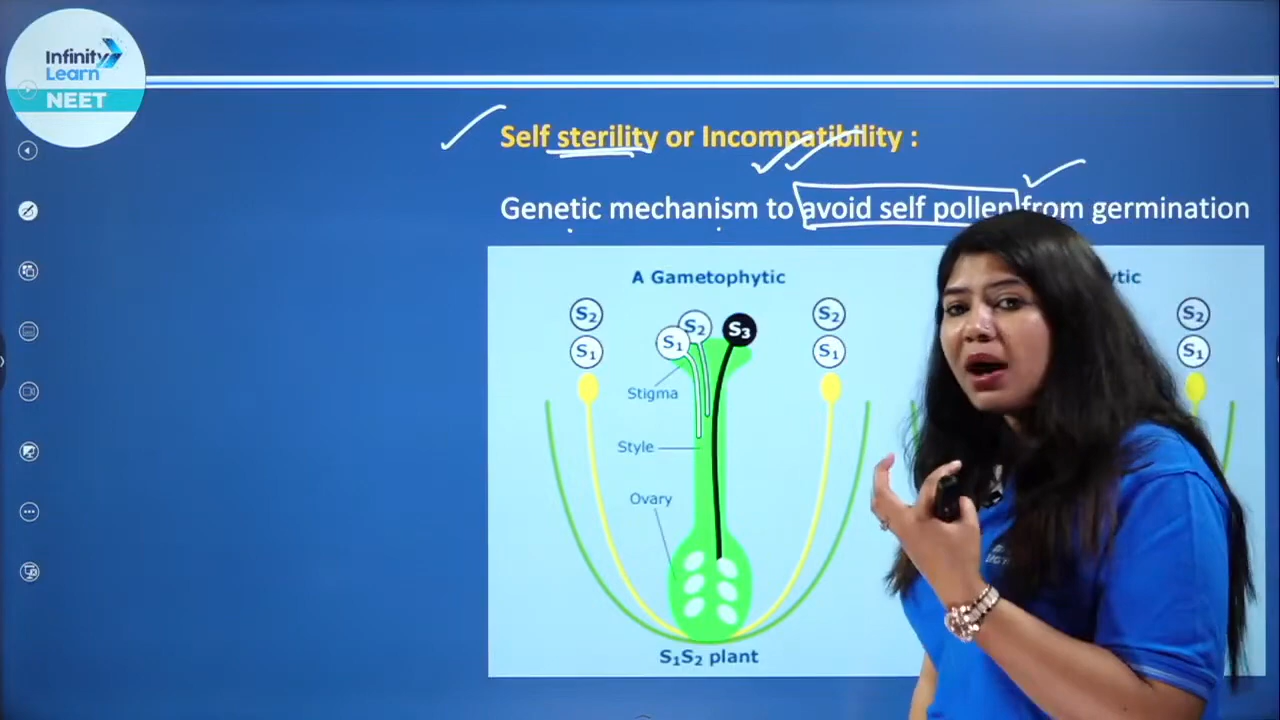 Infinity
Learn
NEET
Self sterility or Incompatibility :
Genetic mechanism to avoid self pollen from germination
A Gametophytic
S₂
S₁
S₁
S₂
S₃
S₂
S₁
Stigma
Style
Ovary
S₁S₂ plant
S₂
S₁